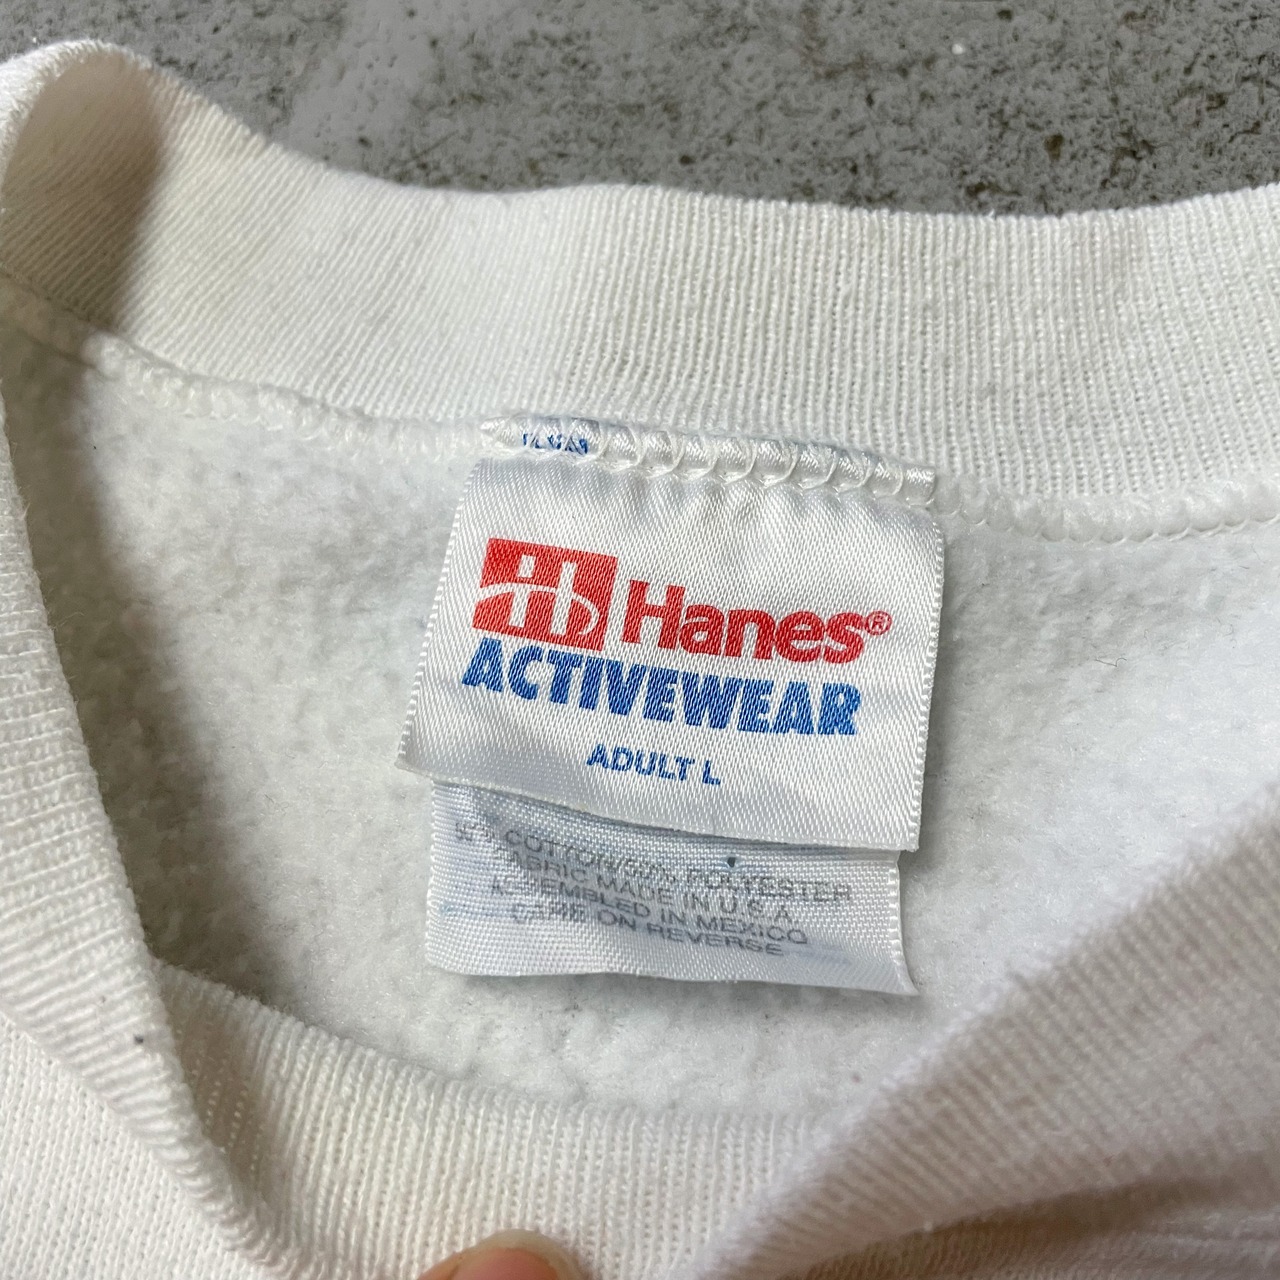 Hanes®
ACTIVEWEAR
ADULT L
COTTON/50% POLYESTER
FABRIC MADE IN U.S.A.
ASSEMBLED IN MEXICO
CARE ON REVERSE